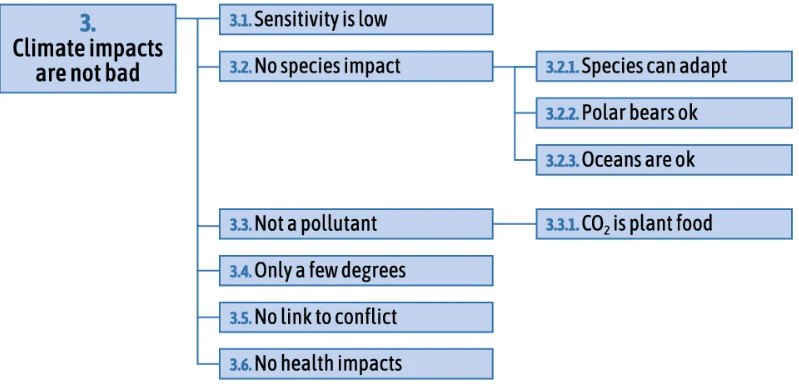 3.
Climate impacts
are not bad
3.1. Sensitivity is low
3.2. No species impact
3.2.1. Species can adapt
3.2.2. Polar bears ok
3.2.3. Oceans are ok
3.3. Not a pollutant
3.3.1. CO₂ is plant food
3.4. Only a few degrees
3.5. No link to conflict
3.6. No health impacts